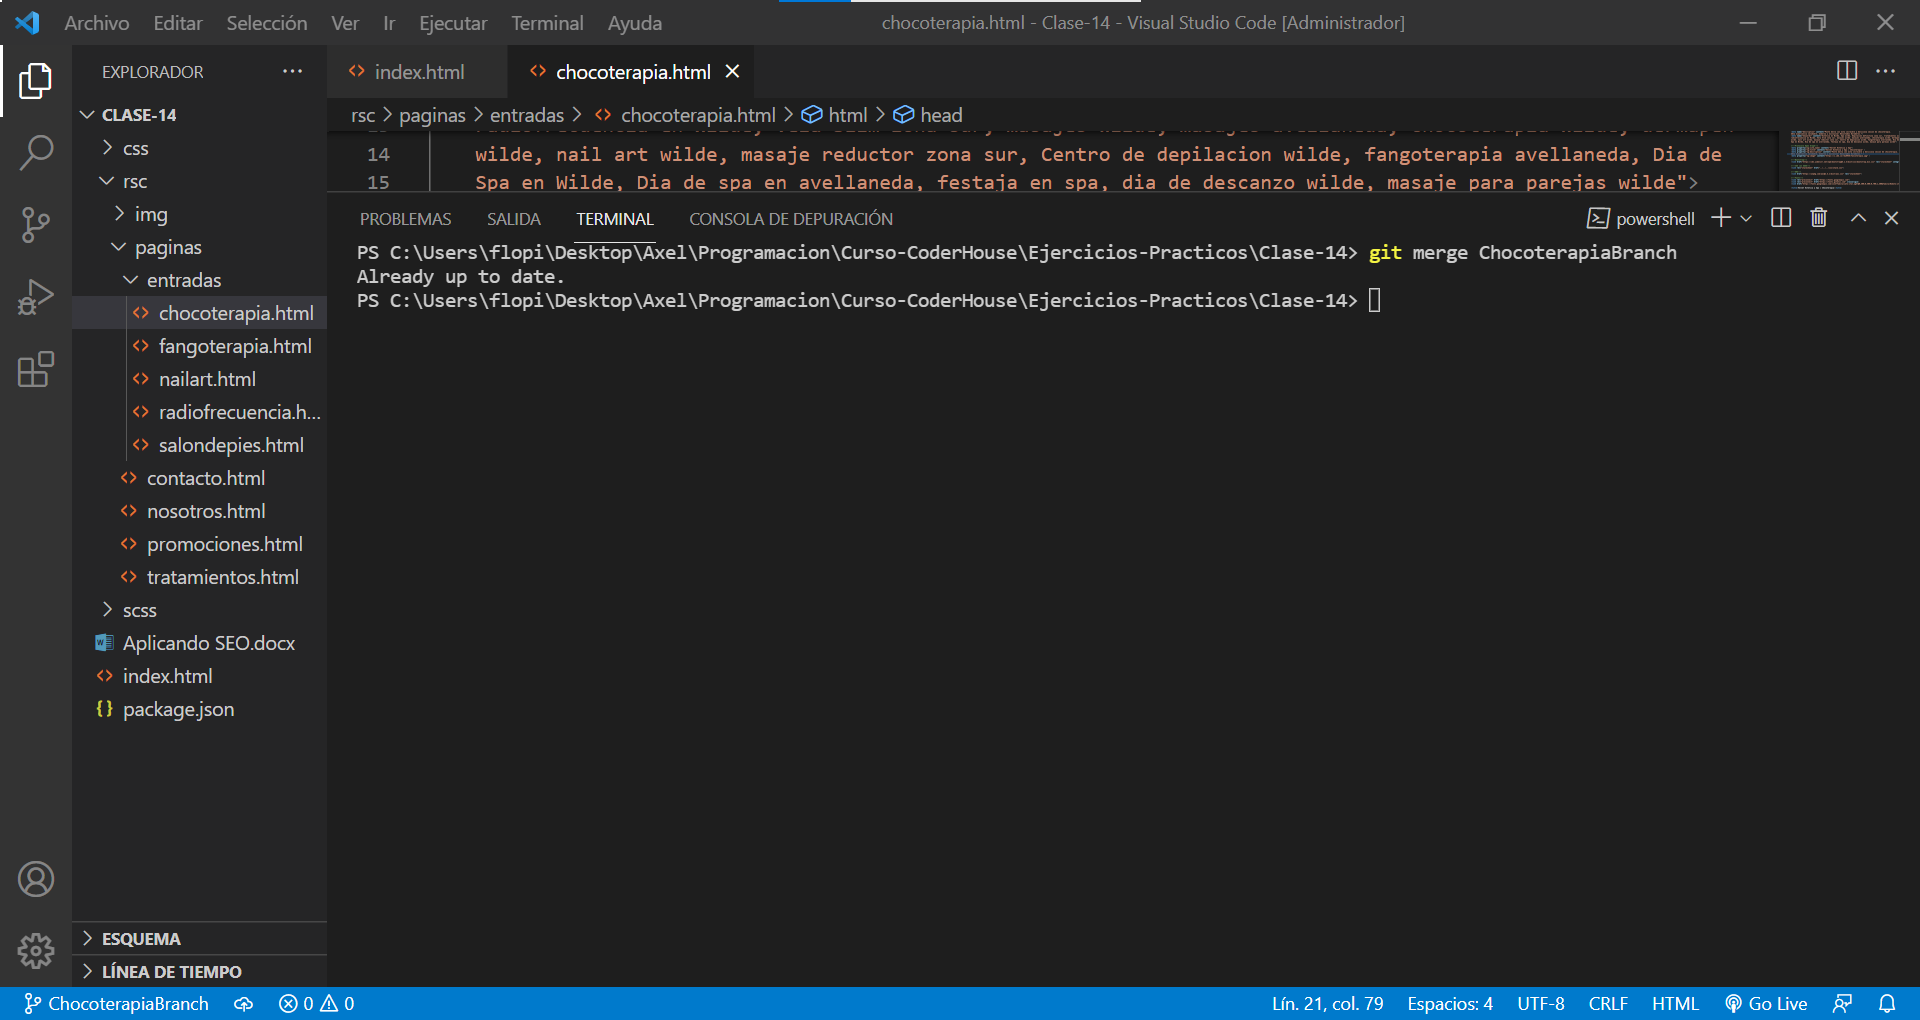 Archivo Editar Selección Ver Ir Ejecutar Terminal Ayuda
chocoterapia.html - Clase-14 - Visual Studio Code [Administrador]
EXPLORADOR
index.html
chocoterapia.html
CLASE-14
css
rsc
img
paginas
entradas
chocoterapia.html
fangoterapia.html
nailart.html
radiofrecuencia.h...
salondepies.html
contacto.html
nosotros.html
promociones.html
tratamientos.html
scss
Aplicando SEO.docx
index.html
package.json
ESQUEMA
LÍNEA DE TIEMPO
rsc > paginas > entradas > chocoterapia.html > html > head
14 wilde, nail art wilde, masaje reductor zona sur, Centro de depilacion wilde, fangoterapia avellaneda, Dia de
15 Spa en Wilde, Dia de spa en avellaneda, festaja en spa, dia de descanzo wilde, masaje para parejas wilde">
PROBLEMAS SALIDA TERMINAL CONSOLA DE DEPURACIÓN
powershell
PS C:\Users\flopi\Desktop\Axel\Programacion\Curso-CoderHouse\Ejercicios-Practicos\Clase-14> git merge ChocoterapiaBranch
Already up to date.
PS C:\Users\flopi\Desktop\Axel\Programacion\Curso-CoderHouse\Ejercicios-Practicos\Clase-14>
ChocoterapiaBranch 0 0
Lín. 21, col. 79 Espacios: 4 UTF-8 CRLF HTML Go Live